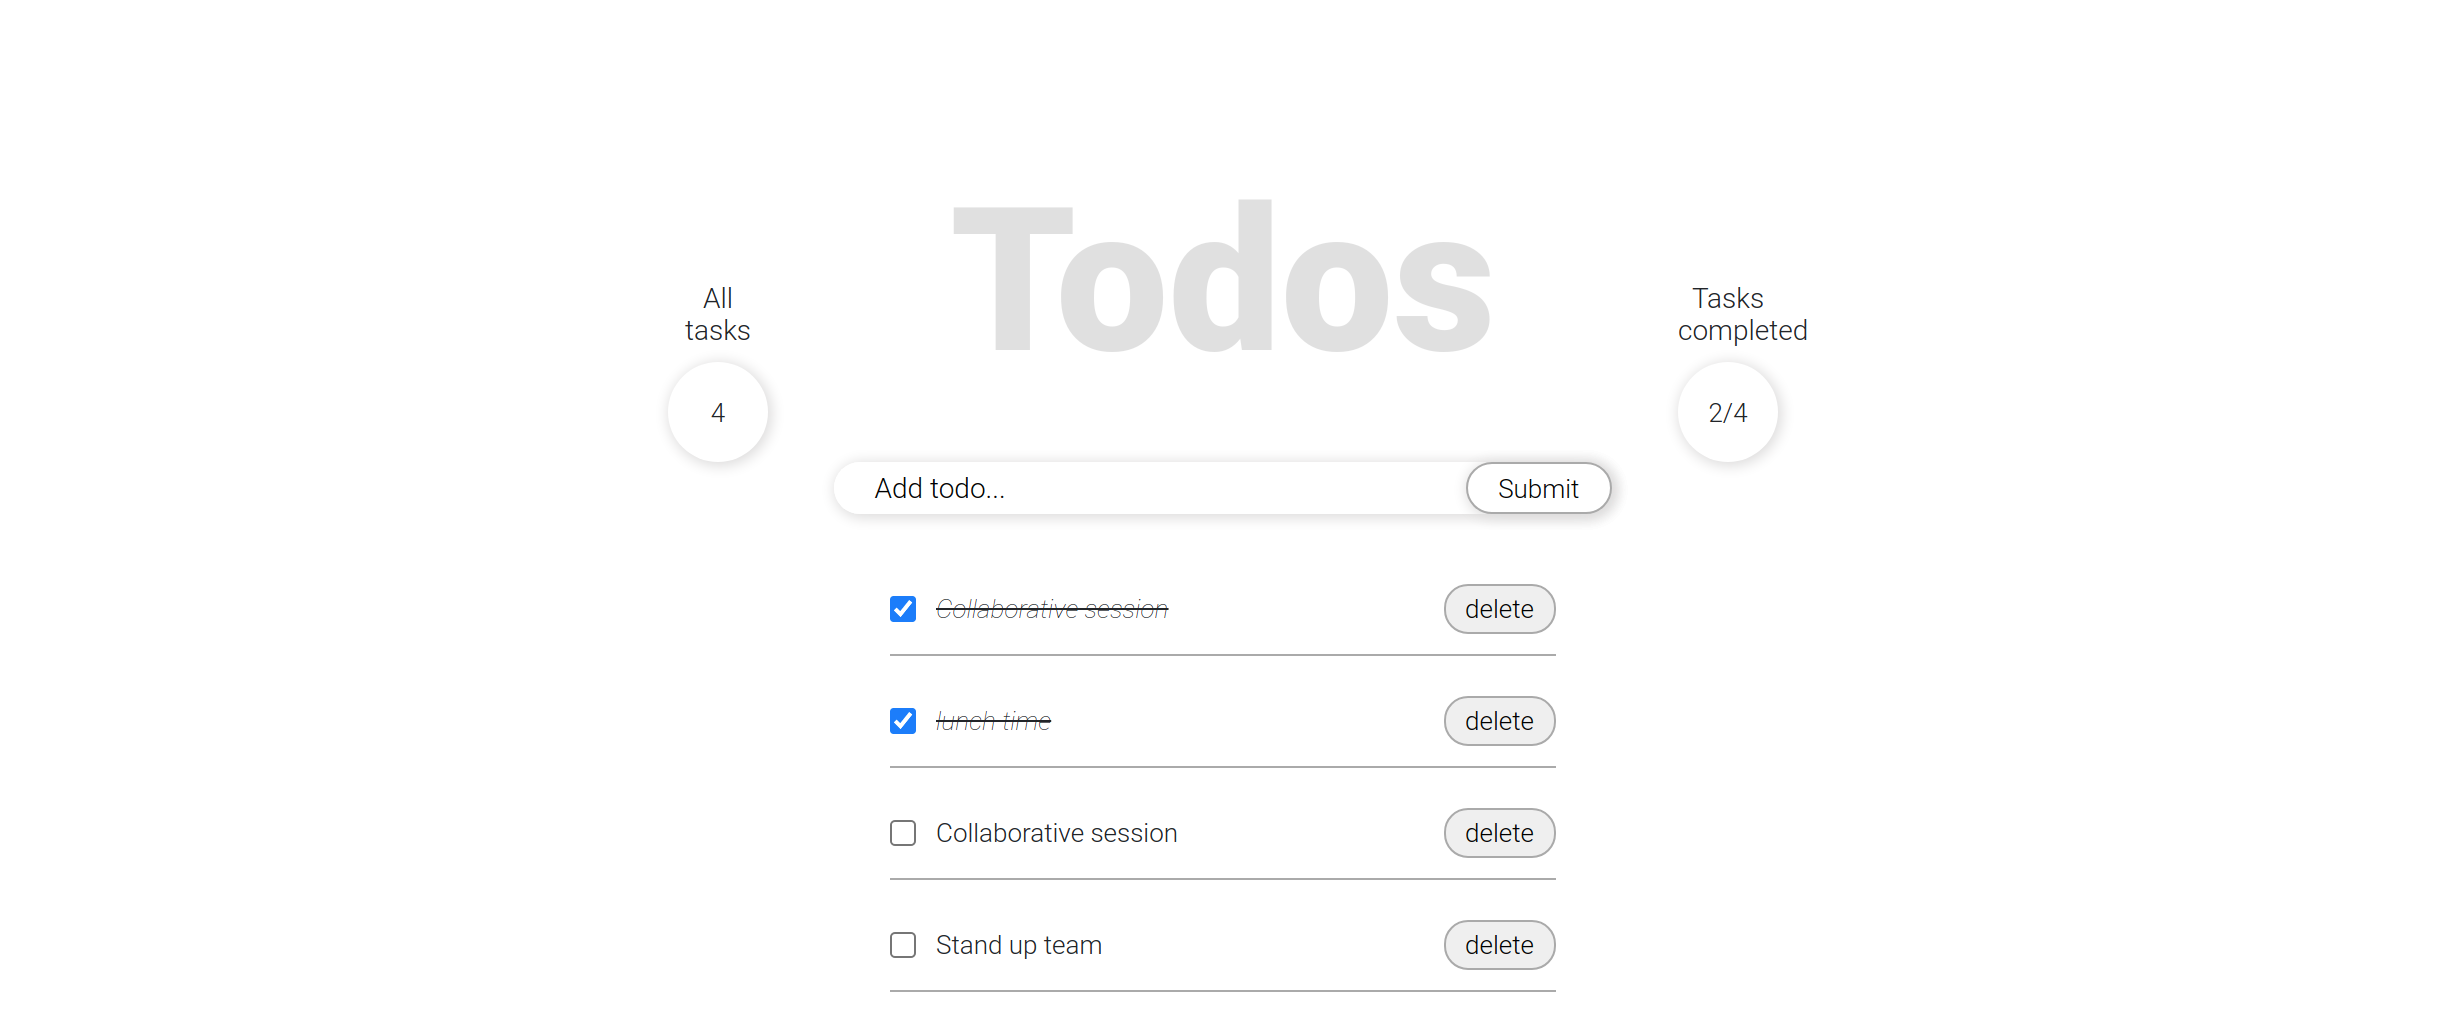 Todos
All
tasks
4
Tasks
completed
2/4
Add todo...
Submit
Collaborative session
delete
lunch time
delete
Collaborative session
delete
Stand up team
delete